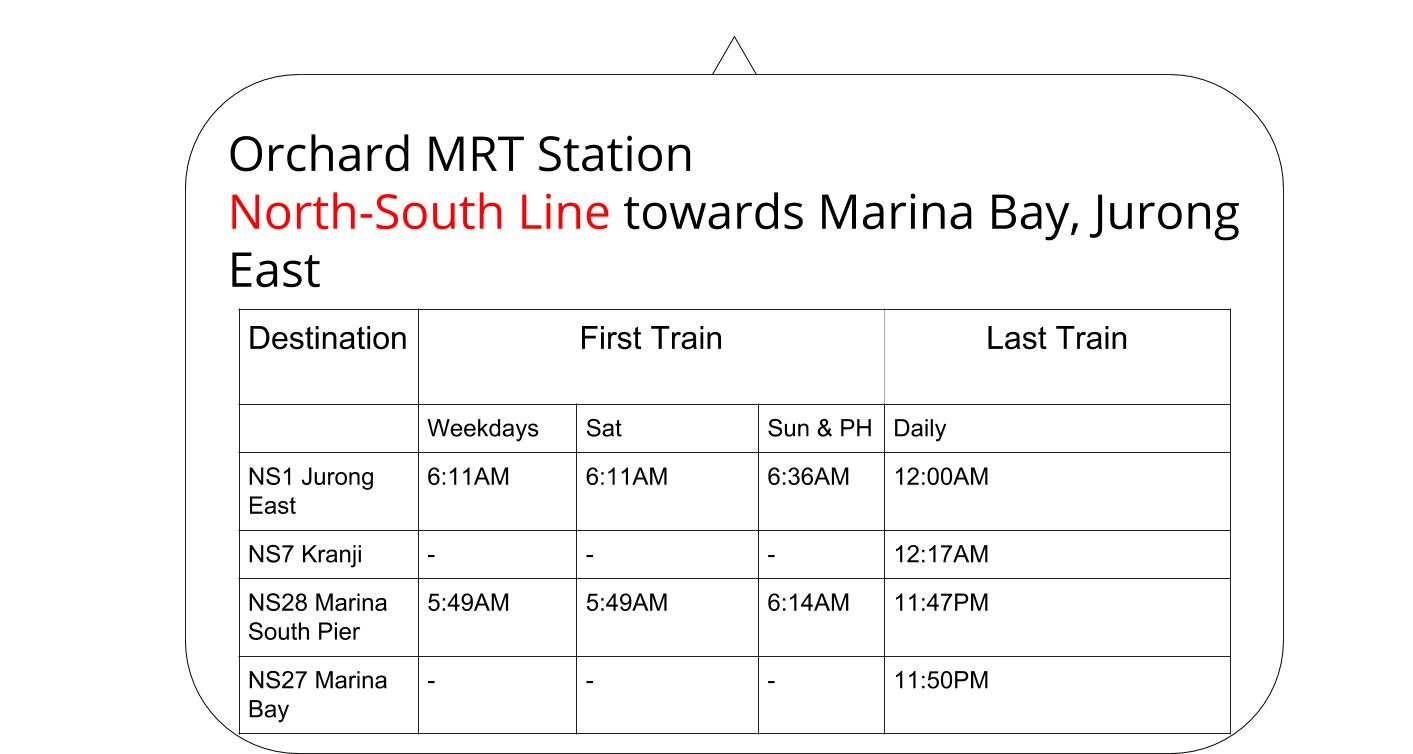 Orchard MRT Station
North-South Line towards Marina Bay, Jurong
East
Destination First Train Last Train
Weekdays Sat Sun & PH Daily
NS1 Jurong 6:11AM 6:11AM 6:36AM 12:00AM
East
NS7 Kranji - - - 12:17AM
NS28 Marina 5:49AM 5:49AM 6:14AM 11:47PM
South Pier
NS27 Marina - - - 11:50PM
Bay